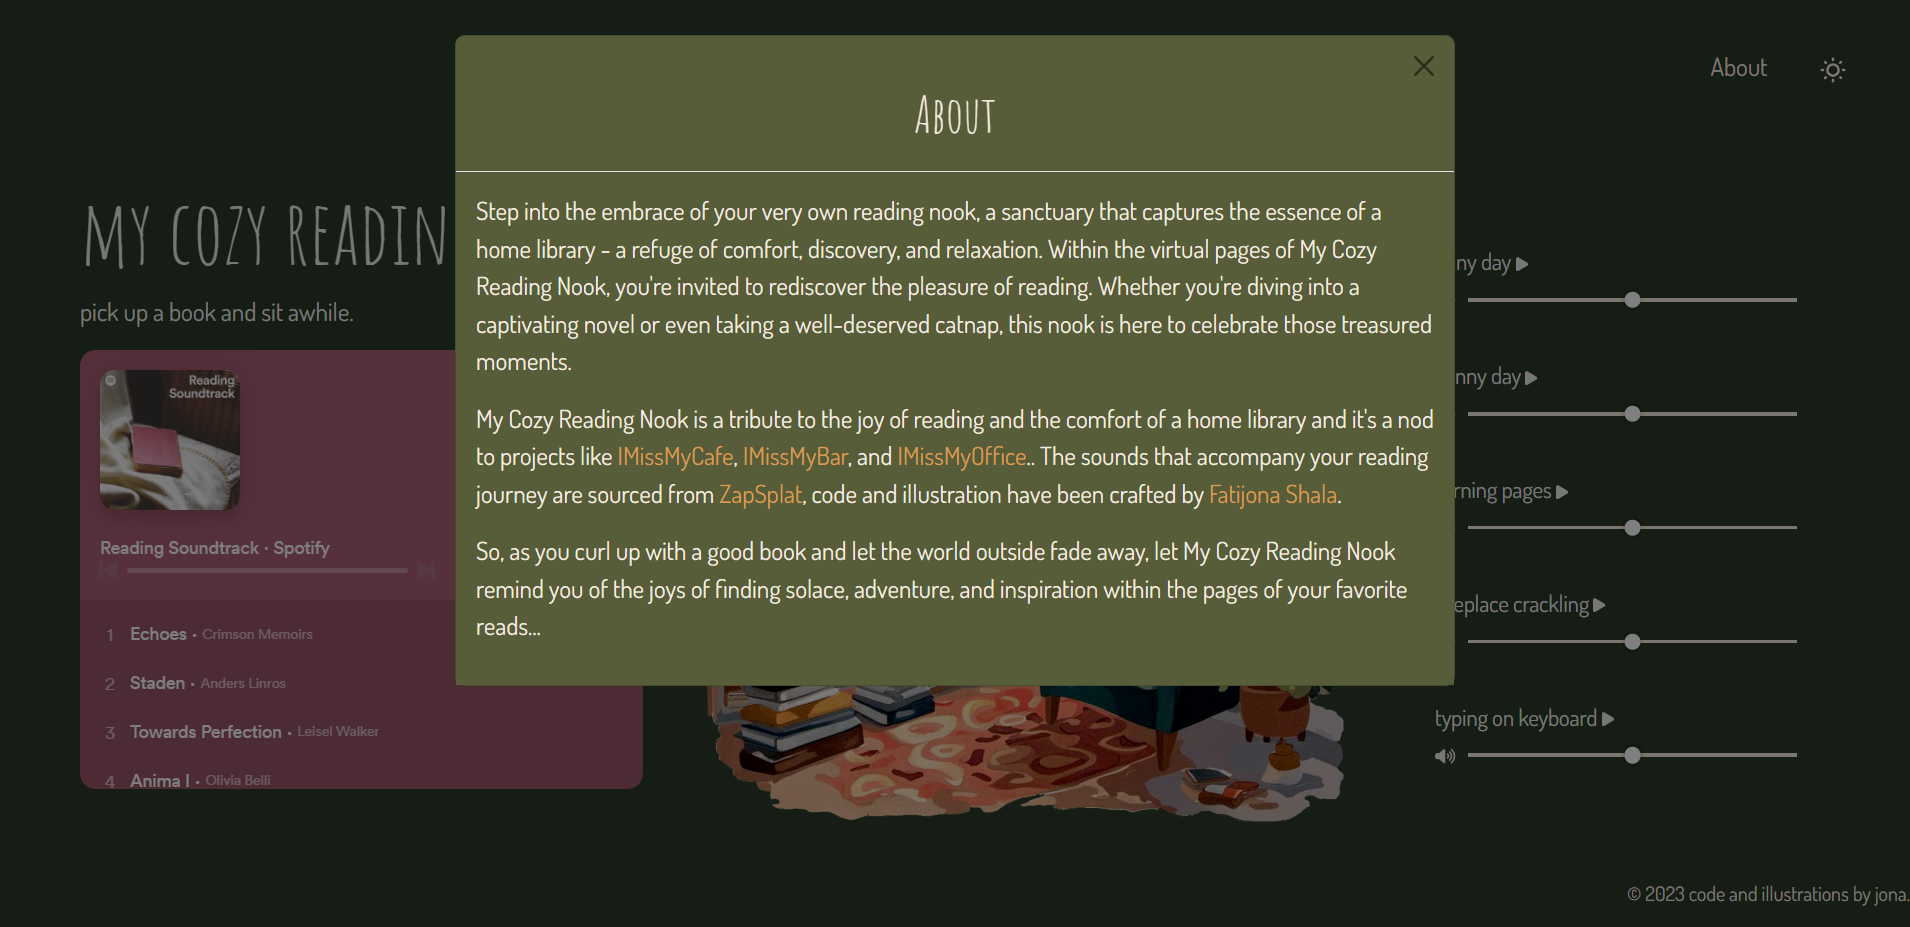 About
About
MY COZY READIN
pick up a book and sit awhile.
Reading
Soundtrack
Reading Soundtrack · Spotify
1 Echoes · Crimson Memoirs
2 Staden · Anders Linros
3 Towards Perfection · Leisel Walker
4 Anima I · Olivia Belli
Step into the embrace of your very own reading nook, a sanctuary that captures the essence of a
home library - a refuge of comfort, discovery, and relaxation. Within the virtual pages of My Cozy
Reading Nook, you're invited to rediscover the pleasure of reading. Whether you're diving into a
captivating novel or even taking a well-deserved catnap, this nook is here to celebrate those treasured
moments.
My Cozy Reading Nook is a tribute to the joy of reading and the comfort of a home library and it's a nod
to projects like IMissMyCafe, IMissMyBar, and IMissMyOffice.. The sounds that accompany your reading
journey are sourced from ZapSplat, code and illustration have been crafted by Fatijona Shala.
So, as you curl up with a good book and let the world outside fade away, let My Cozy Reading Nook
remind you of the joys of finding solace, adventure, and inspiration within the pages of your favorite
reads...
ny day
nny day
rning pages
eplace crackling
typing on keyboard
© 2023 code and illustrations by jona.